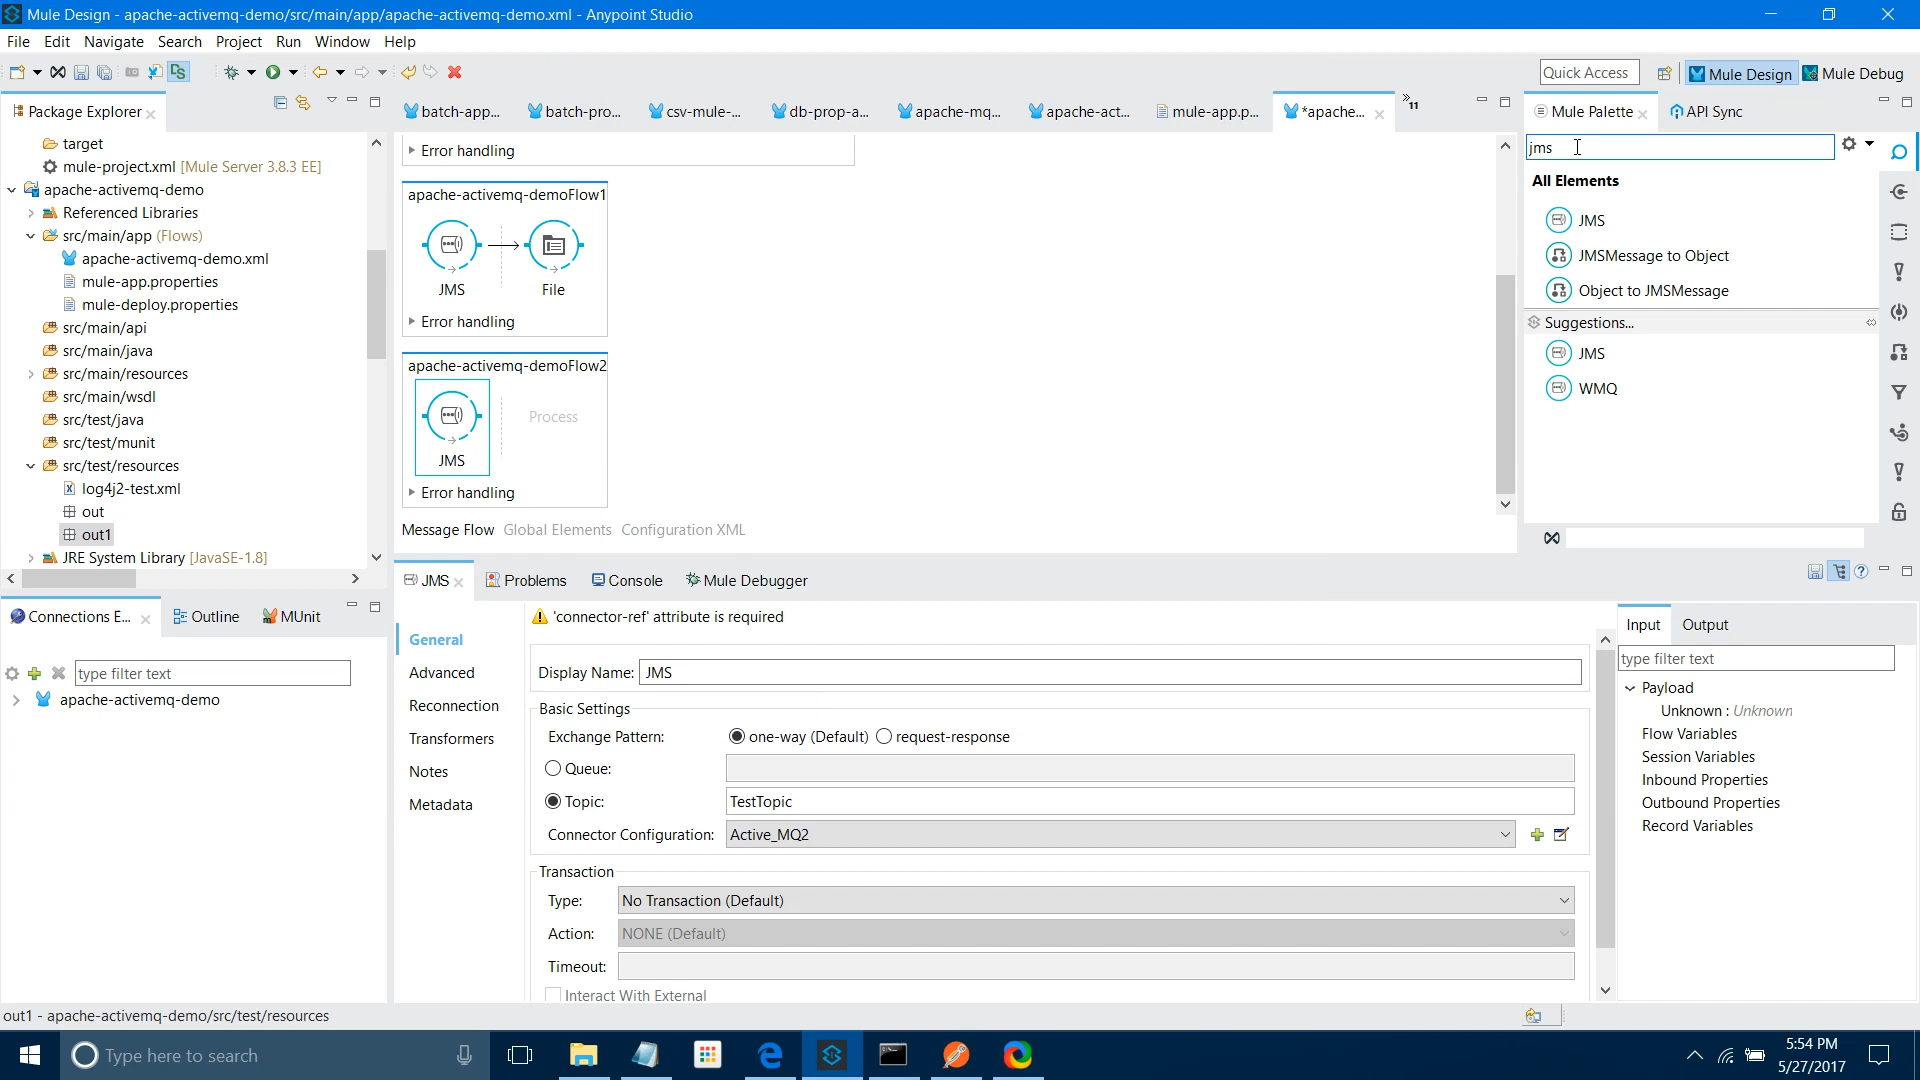 Mule Design - apache-activemq-demo/src/main/app/apache-activemq-demo.xml - Anypoint Studio
File Edit Navigate Search Project Run Window Help
Quick Access Mule Design Mule Debug
Package Explorer
target
mule-project.xml [Mule Server 3.8.3 EE]
apache-activemq-demo
Referenced Libraries
src/main/app (Flows)
apache-activemq-demo.xml
mule-app.properties
mule-deploy.properties
src/main/api
src/main/java
src/main/resources
src/main/wsdl
src/test/java
src/test/munit
src/test/resources
log4j2-test.xml
out
out1
JRE System Library [JavaSE-1.8]
Connections E... Outline MUnit
type filter text
apache-activemq-demo
batch-app... batch-pro... csv-mule-... db-prop-a... apache-mq... apache-act... mule-app.p... *apache... »11
Error handling
apache-activemq-demoFlow1
JMS File
Error handling
apache-activemq-demoFlow2
Process
JMS
Error handling
Message Flow Global Elements Configuration XML
Mule Palette API Sync
jms
All Elements
JMS
JMSMessage to Object
Object to JMSMessage
Suggestions...
JMS
WMQ
JMS Problems Console Mule Debugger
'connector-ref' attribute is required
General
Advanced
Reconnection
Transformers
Notes
Metadata
Display Name: JMS
Basic Settings
Exchange Pattern: one-way (Default) request-response
Queue:
Topic: TestTopic
Connector Configuration: Active_MQ2
Transaction
Type: No Transaction (Default)
Action: NONE (Default)
Timeout:
Interact With External
Input Output
type filter text
Payload
Unknown : Unknown
Flow Variables
Session Variables
Inbound Properties
Outbound Properties
Record Variables
out1 - apache-activemq-demo/src/test/resources
Type here to search
5:54 PM
5/27/2017